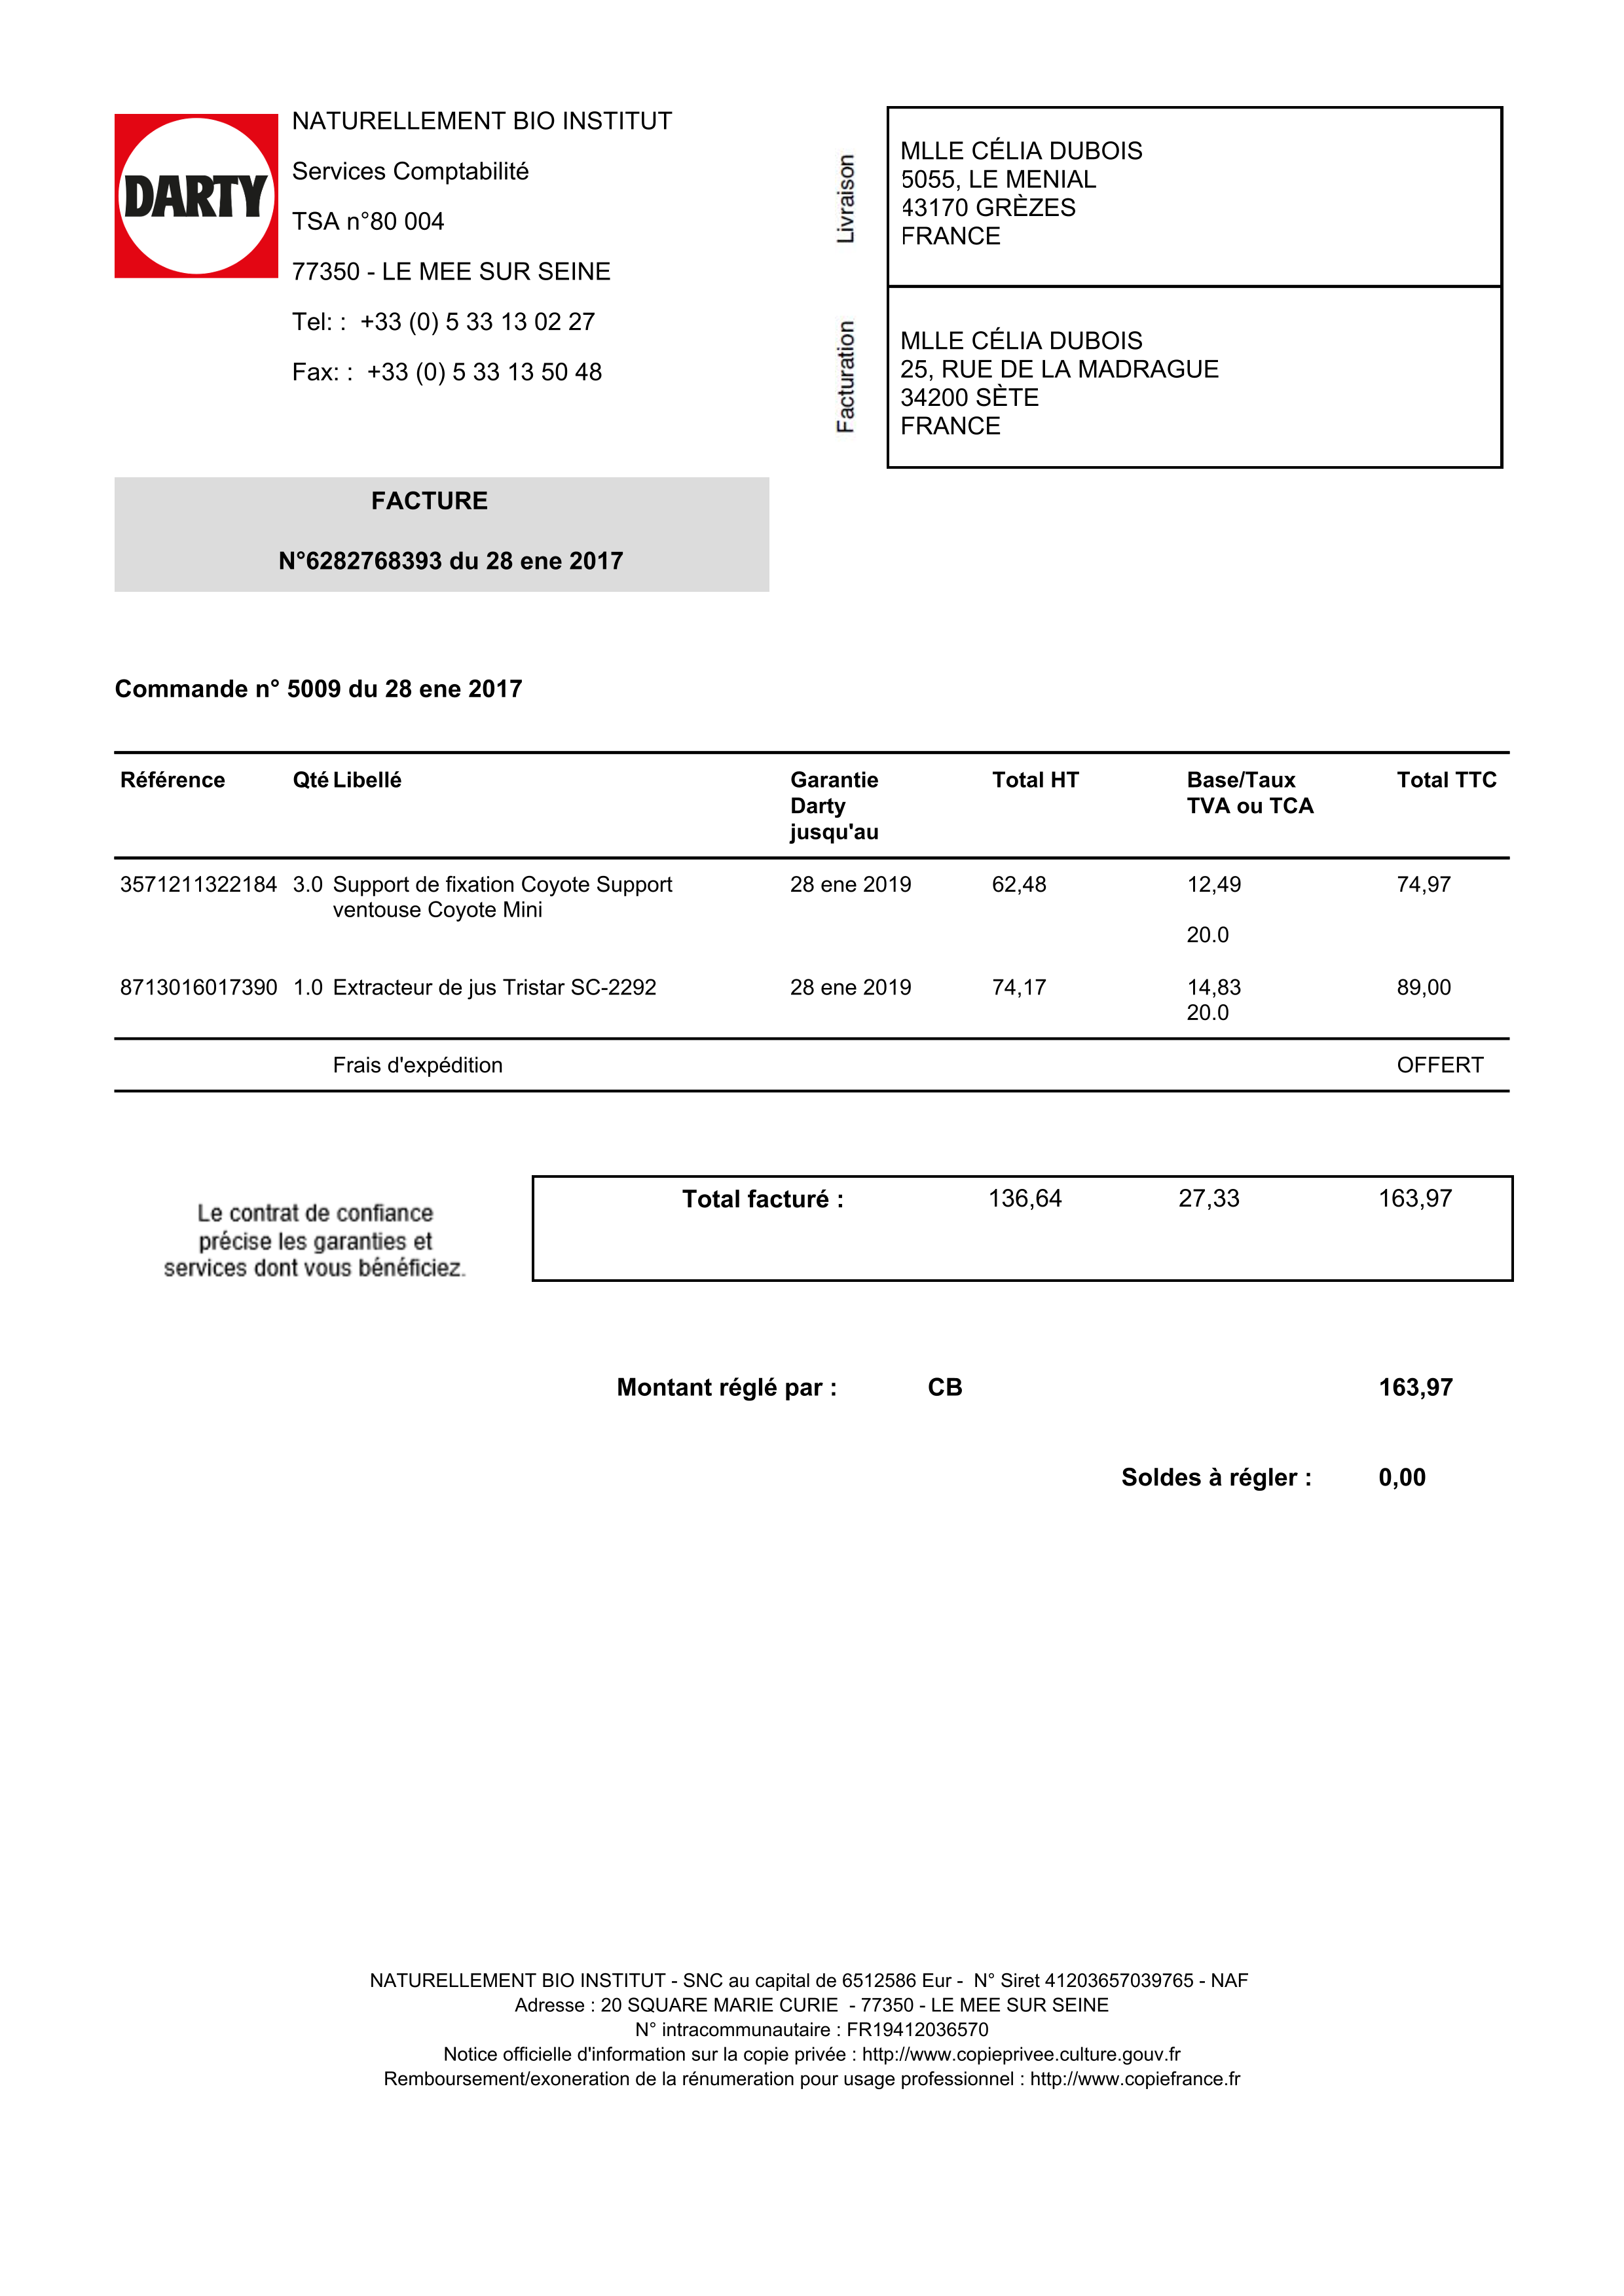 DARTY
NATURELLEMENT BIO INSTITUT
Services Comptabilité
TSA n°80 004
77350 - LE MEE SUR SEINE
Tel: :  +33 (0) 5 33 13 02 27
Fax: :  +33 (0) 5 33 13 50 48
Livraison
MLLE CÉLIA DUBOIS
5055, LE MENIAL
43170 GRÈZES
FRANCE
Facturation
MLLE CÉLIA DUBOIS
25, RUE DE LA MADRAGUE
34200 SÈTE
FRANCE
FACTURE
N°6282768393 du 28 ene 2017
Commande n° 5009 du 28 ene 2017
Référence Qté Libellé Garantie Total HT Base/Taux Total TTC
Darty TVA ou TCA
jusqu'au
3571211322184 3.0 Support de fixation Coyote Support 28 ene 2019 62,48 12,49 74,97
ventouse Coyote Mini
20.0
8713016017390 1.0 Extracteur de jus Tristar SC-2292 28 ene 2019 74,17 14,83 89,00
20.0
Frais d'expédition OFFERT
Le contrat de confiance
précise les garanties et
services dont vous bénéficiez.
Total facturé : 136,64 27,33 163,97
Montant réglé par : CB 163,97
Soldes à régler : 0,00
NATURELLEMENT BIO INSTITUT - SNC au capital de 6512586 Eur -  N° Siret 41203657039765 - NAF
Adresse : 20 SQUARE MARIE CURIE  - 77350 - LE MEE SUR SEINE
N° intracommunautaire : FR19412036570
Notice officielle d'information sur la copie privée : http://www.copieprivee.culture.gouv.fr
Remboursement/exoneration de la rénumeration pour usage professionnel : http://www.copiefrance.fr